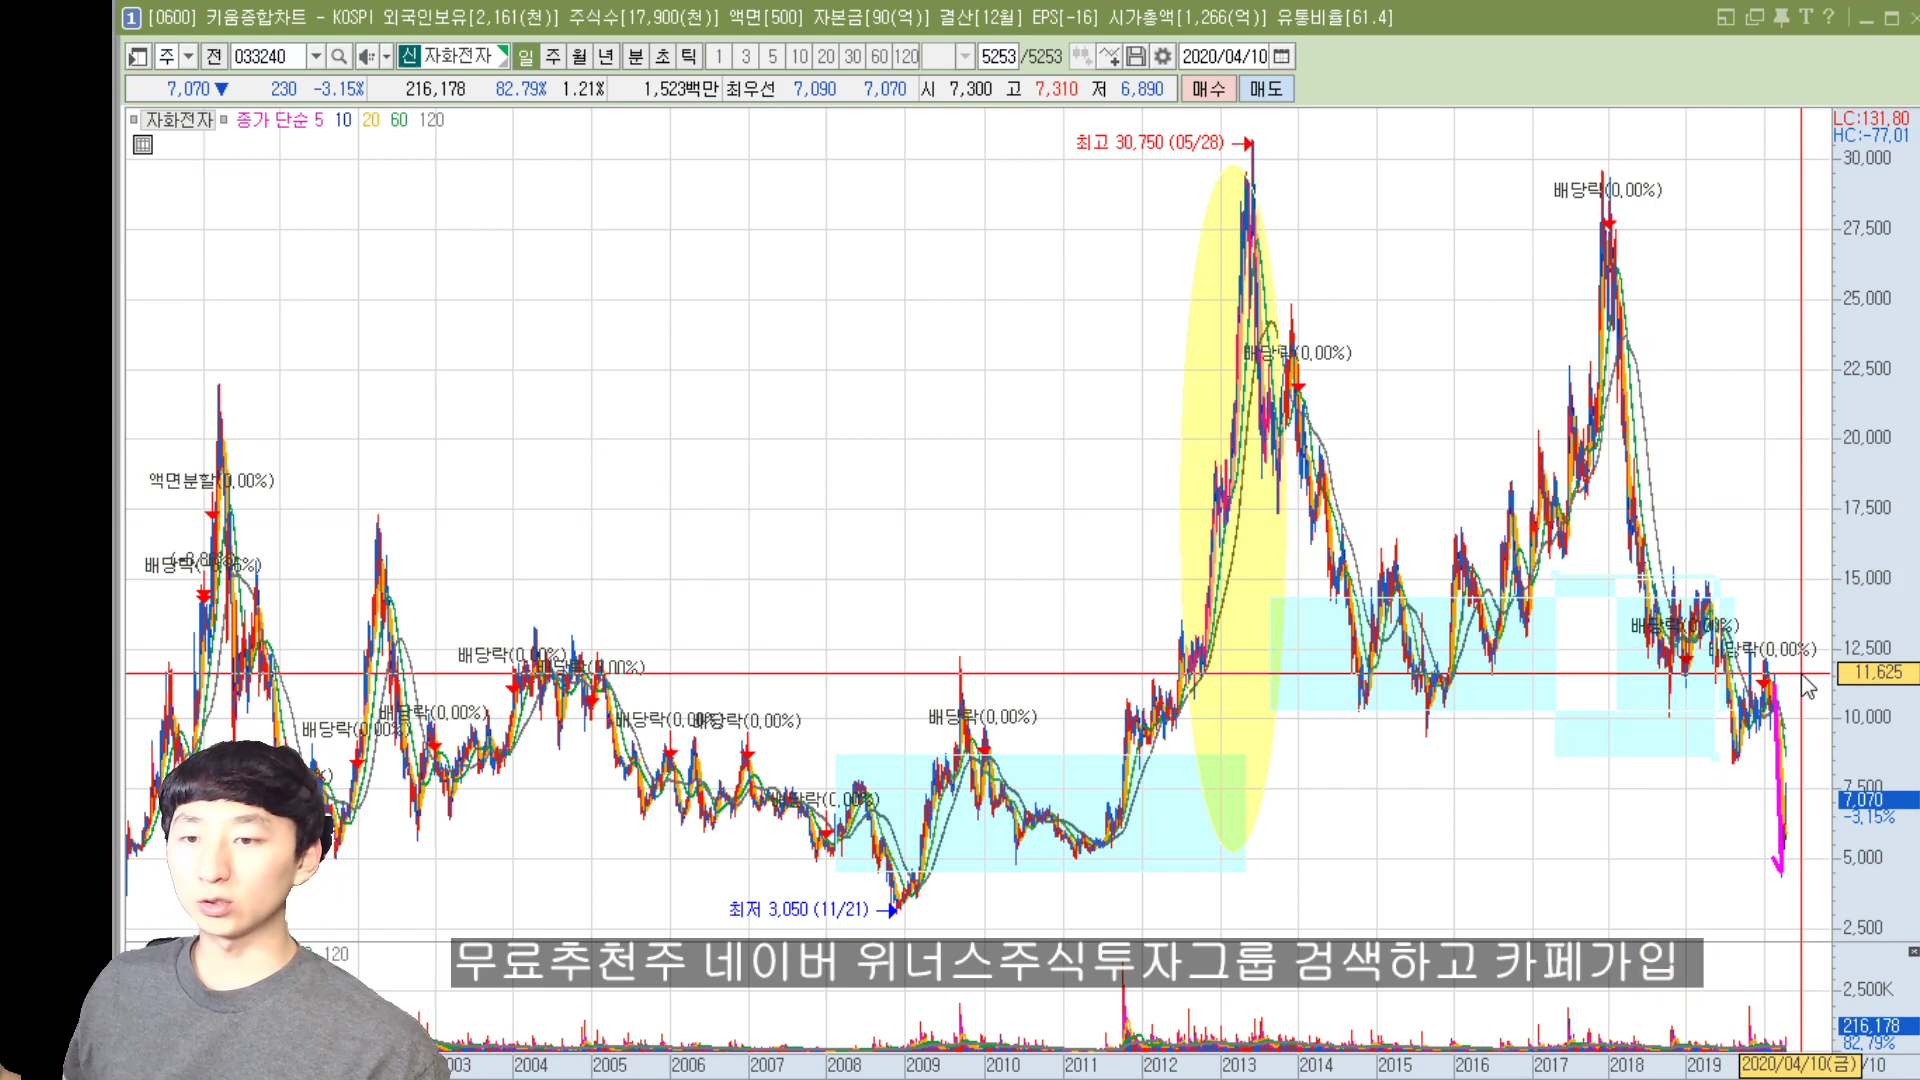 1 [0600] 키움종합차트 - KOSPI 외국인보유[2,161(천)] 주식수[17,900(천)] 액면[500] 자본금[90(억)] 결산[12월] EPS[-16] 시가총액[1,266(억)] 유통비율[61.4] T ?
주 전 033240 신 자화전자 일 주 월 년 분 초 틱 1 3 5 10 20 30 60 120 5253 /5253 2020/04/10
7,070 ▼ 230 -3.15% 216,178 82.79% 1.21% 1,523백만 최우선 7,090 7,070 시 7,300 고 7,310 저 6,890 매수 매도
자화전자 종가 단순 5 10 20 60 120
LC:131,80
HC:-77,01
최고 30,750 (05/28)
30,000
배당락(0,00%)
27,500
25,000
배당락(0,00%)
22,500
20,000
액면분할(0,00%)
17,500
15,000
배당락(0,00%)
배당락(0,00%)
12,500
배당락(0,00%)
배당락(0,00%)
11,625
배당락(0,00%)
배당락(0,00%)
배당락(0,00%)
배당락(0,00%)
10,000
배당락(0,00%)
7,500
배당락(0,00%)
7,070
-3,15%
5,000
최저 3,050 (11/21)
2,500
120
무료추천주 네이버 위너스주식투자그룹 검색하고 카페가입
2,500K
216,178
82,79%
003 2004 2005 2006 2007 2008 2009 2010 2011 2012 2013 2014 2015 2016 2017 2018 2019 2020/04/10(금) /10